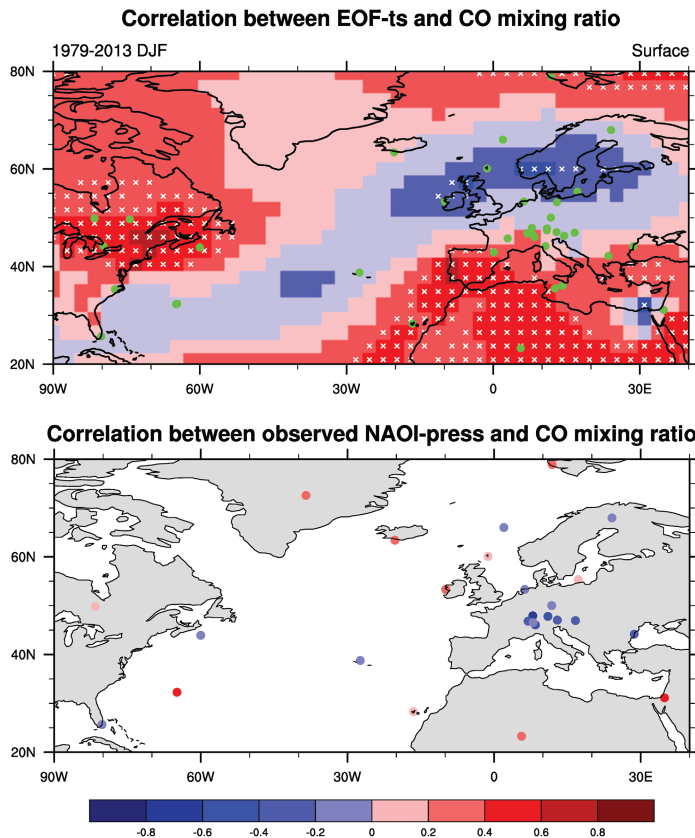 Correlation between EOF-ts and CO mixing ratio
1979-2013 DJF Surface
80N
60N
40N
20N
90W 60W 30W 0 30E
Correlation between observed NAOI-press and CO mixing ratio
80N
60N
40N
20N
90W 60W 30W 0 30E
-0.8 -0.6 -0.4 -0.2 0 0.2 0.4 0.6 0.8